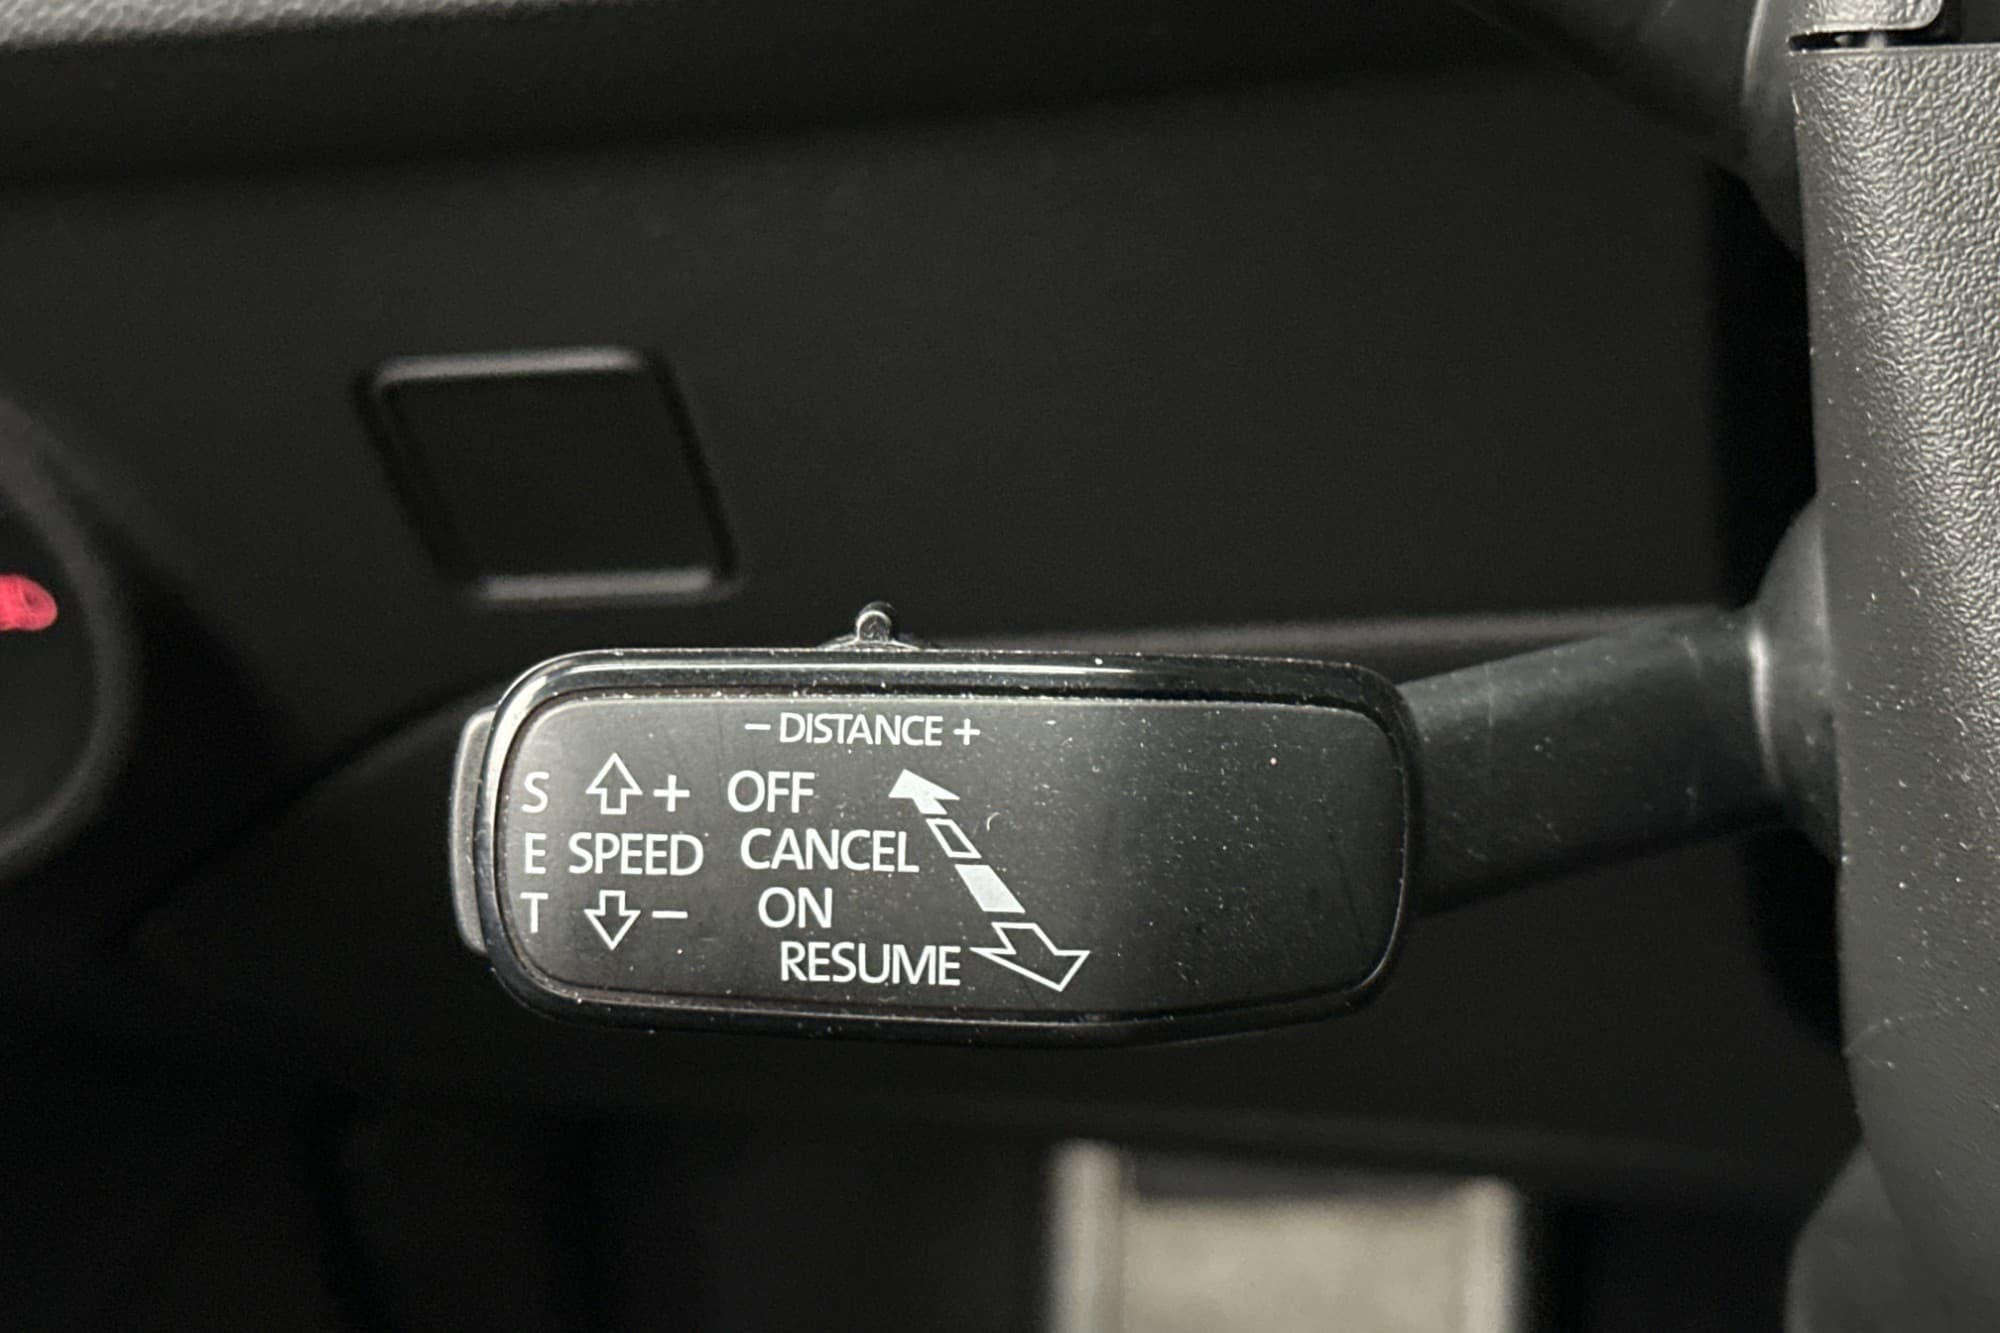 − DISTANCE +
S + OFF
E SPEED CANCEL
T − ON
RESUME